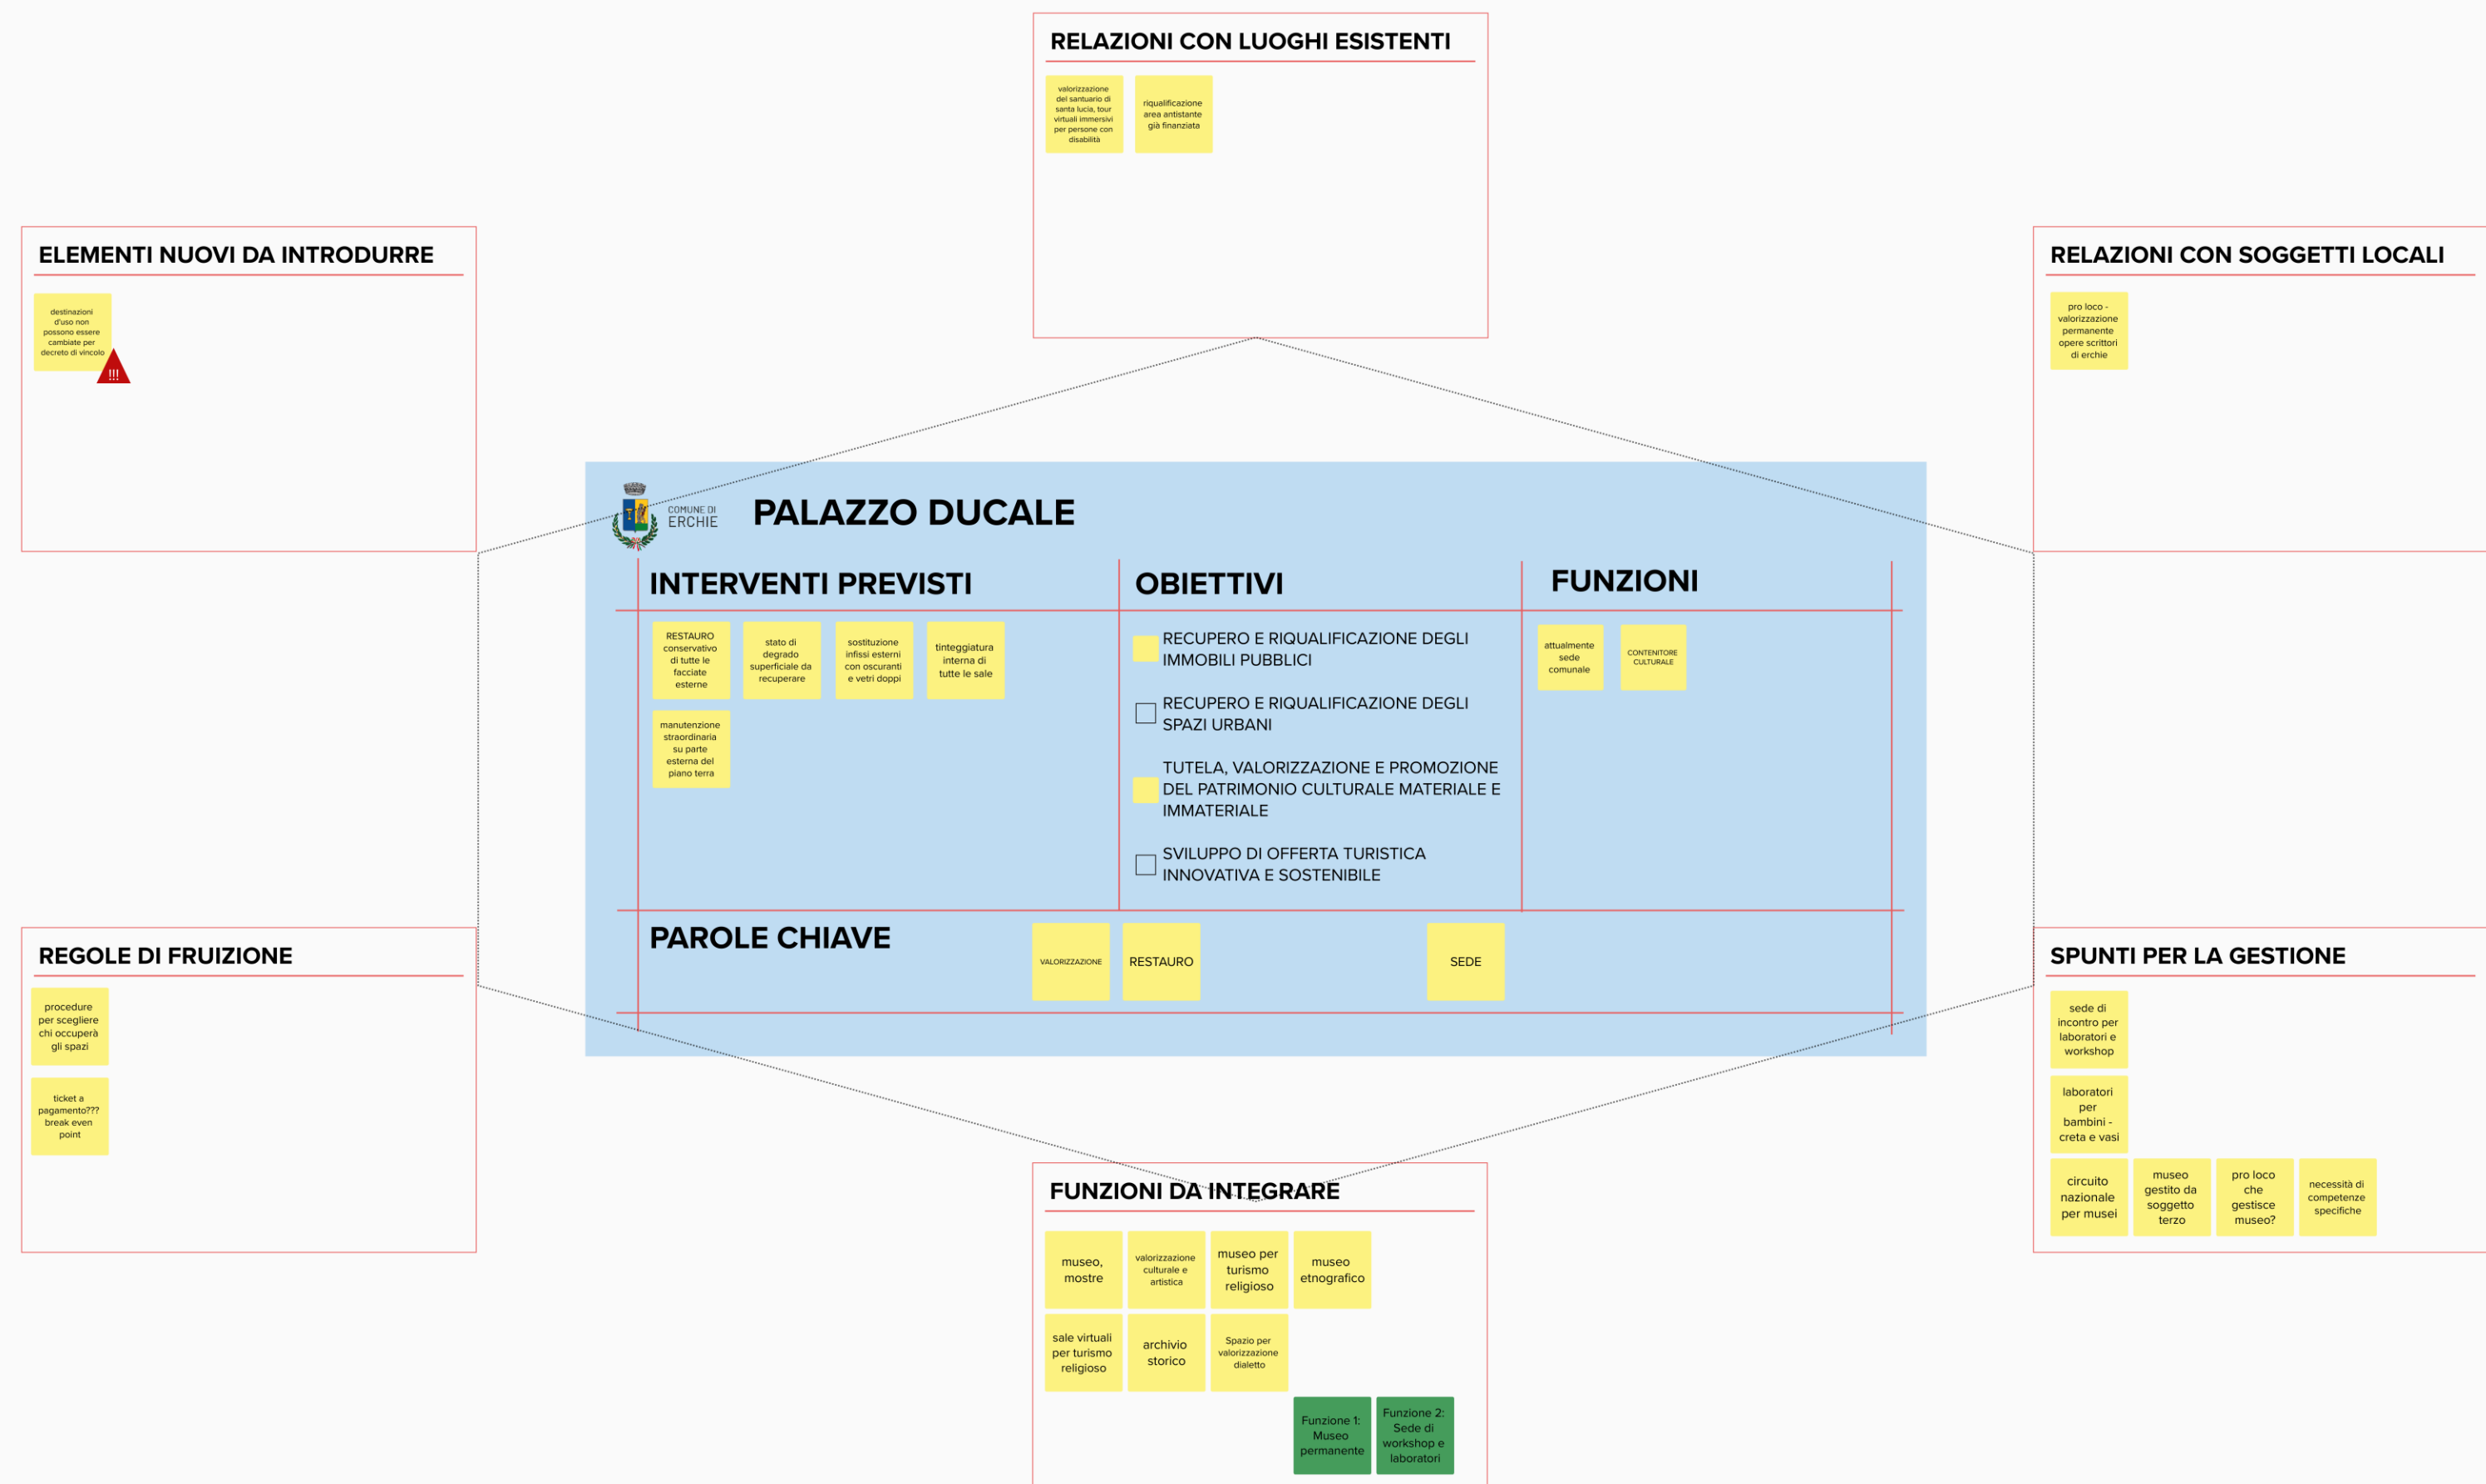 RELAZIONI CON LUOGHI ESISTENTI
valorizzazione
del santuario di
santa lucia, tour
virtuali immersivi
per persone con
disabilità
riqualificazione
area antistante
già finanziata
ELEMENTI NUOVI DA INTRODURRE
destinazioni
d'uso non
possono essere
cambiate per
decreto di vincolo
!!!
RELAZIONI CON SOGGETTI LOCALI
pro loco -
valorizzazione
permanente
opere scrittori
di erchie
COMUNE DI
ERCHIE
PALAZZO DUCALE
INTERVENTI PREVISTI
RESTAURO
conservativo
di tutte le
facciate
esterne
stato di
degrado
superficiale da
recuperare
sostituzione
infissi esterni
con oscuranti
e vetri doppi
tinteggiatura
interna di
tutte le sale
manutenzione
straordinaria
su parte
esterna del
piano terra
OBIETTIVI
RECUPERO E RIQUALIFICAZIONE DEGLI
IMMOBILI PUBBLICI
RECUPERO E RIQUALIFICAZIONE DEGLI
SPAZI URBANI
TUTELA, VALORIZZAZIONE E PROMOZIONE
DEL PATRIMONIO CULTURALE MATERIALE E
IMMATERIALE
SVILUPPO DI OFFERTA TURISTICA
INNOVATIVA E SOSTENIBILE
FUNZIONI
attualmente
sede
comunale
CONTENITORE
CULTURALE
PAROLE CHIAVE
VALORIZZAZIONE
RESTAURO
SEDE
REGOLE DI FRUIZIONE
procedure
per scegliere
chi occuperà
gli spazi
ticket a
pagamento???
break even
point
SPUNTI PER LA GESTIONE
sede di
incontro per
laboratori e
workshop
laboratori
per
bambini -
creta e vasi
circuito
nazionale
per musei
museo
gestito da
soggetto
terzo
pro loco
che
gestisce
museo?
necessità di
competenze
specifiche
FUNZIONI DA INTEGRARE
museo,
mostre
valorizzazione
culturale e
artistica
museo per
turismo
religioso
museo
etnografico
sale virtuali
per turismo
religioso
archivio
storico
Spazio per
valorizzazione
dialetto
Funzione 1:
Museo
permanente
Funzione 2:
Sede di
workshop e
laboratori